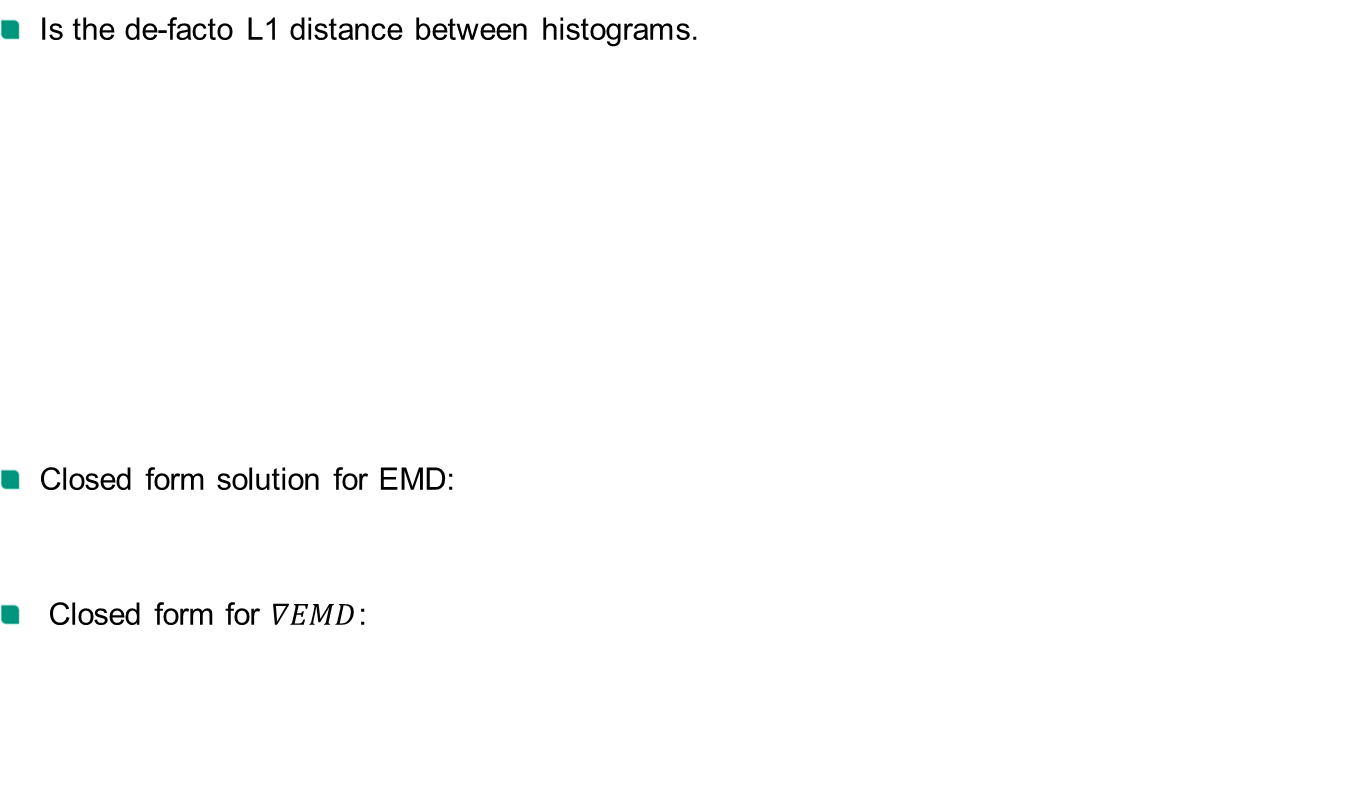 Is the de-facto L1 distance between histograms.
Closed form solution for EMD:
Closed form for ∇EMD: